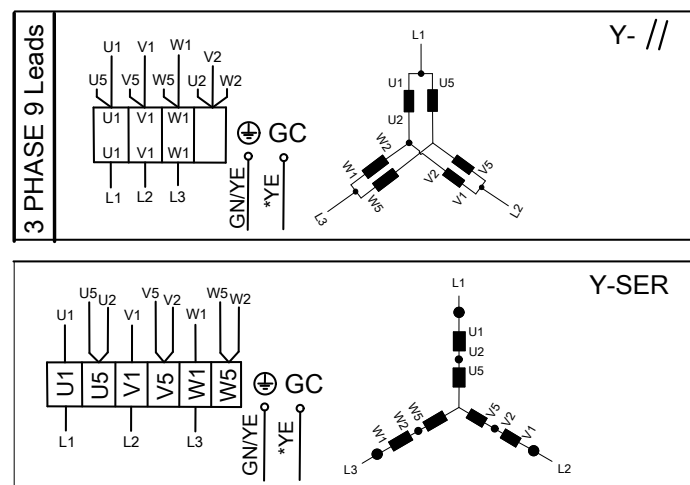 3 PHASE 9 Leads
Y- //
U1 V1 W1 V2
U5 V5 W5 U2 W2
U1 V1 W1
U1 V1 W1
L1 L2 L3
GC
GN/YE
*YE
L1
U1 U5
U2
W2 V5
W1 V2
W5 V1
L3 L2
Y-SER
U5 U2 V5 V2 W5 W2
U1 V1 W1
U1 U5 V1 V5 W1 W5
L1 L2 L3
GC
GN/YE
*YE
L1
U1
U2
U5
W5 V5
W2 V2
W1 V1
L3 L2